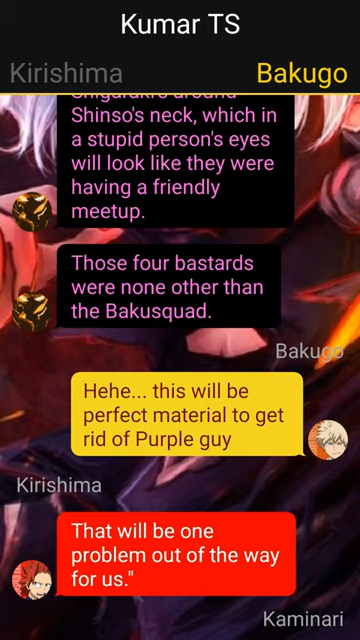 Kumar TS
Kirishima
Bakugo
Shigaraki's around
Shinso's neck, which in
a stupid person's eyes
will look like they were
having a friendly
meetup.
Those four bastards
were none other than
the Bakusquad.
Bakugo
Hehe... this will be
perfect material to get
rid of Purple guy
Kirishima
That will be one
problem out of the way
for us."
Kaminari